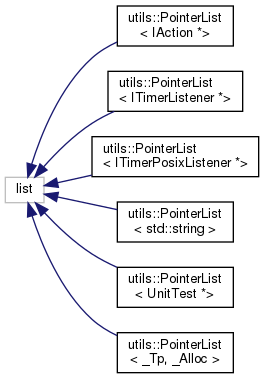 utils::PointerList
< IAction *>
utils::PointerList
< ITimerListener *>
utils::PointerList
< ITimerPosixListener *>
list
utils::PointerList
< std::string >
utils::PointerList
< UnitTest *>
utils::PointerList
< _Tp, _Alloc >